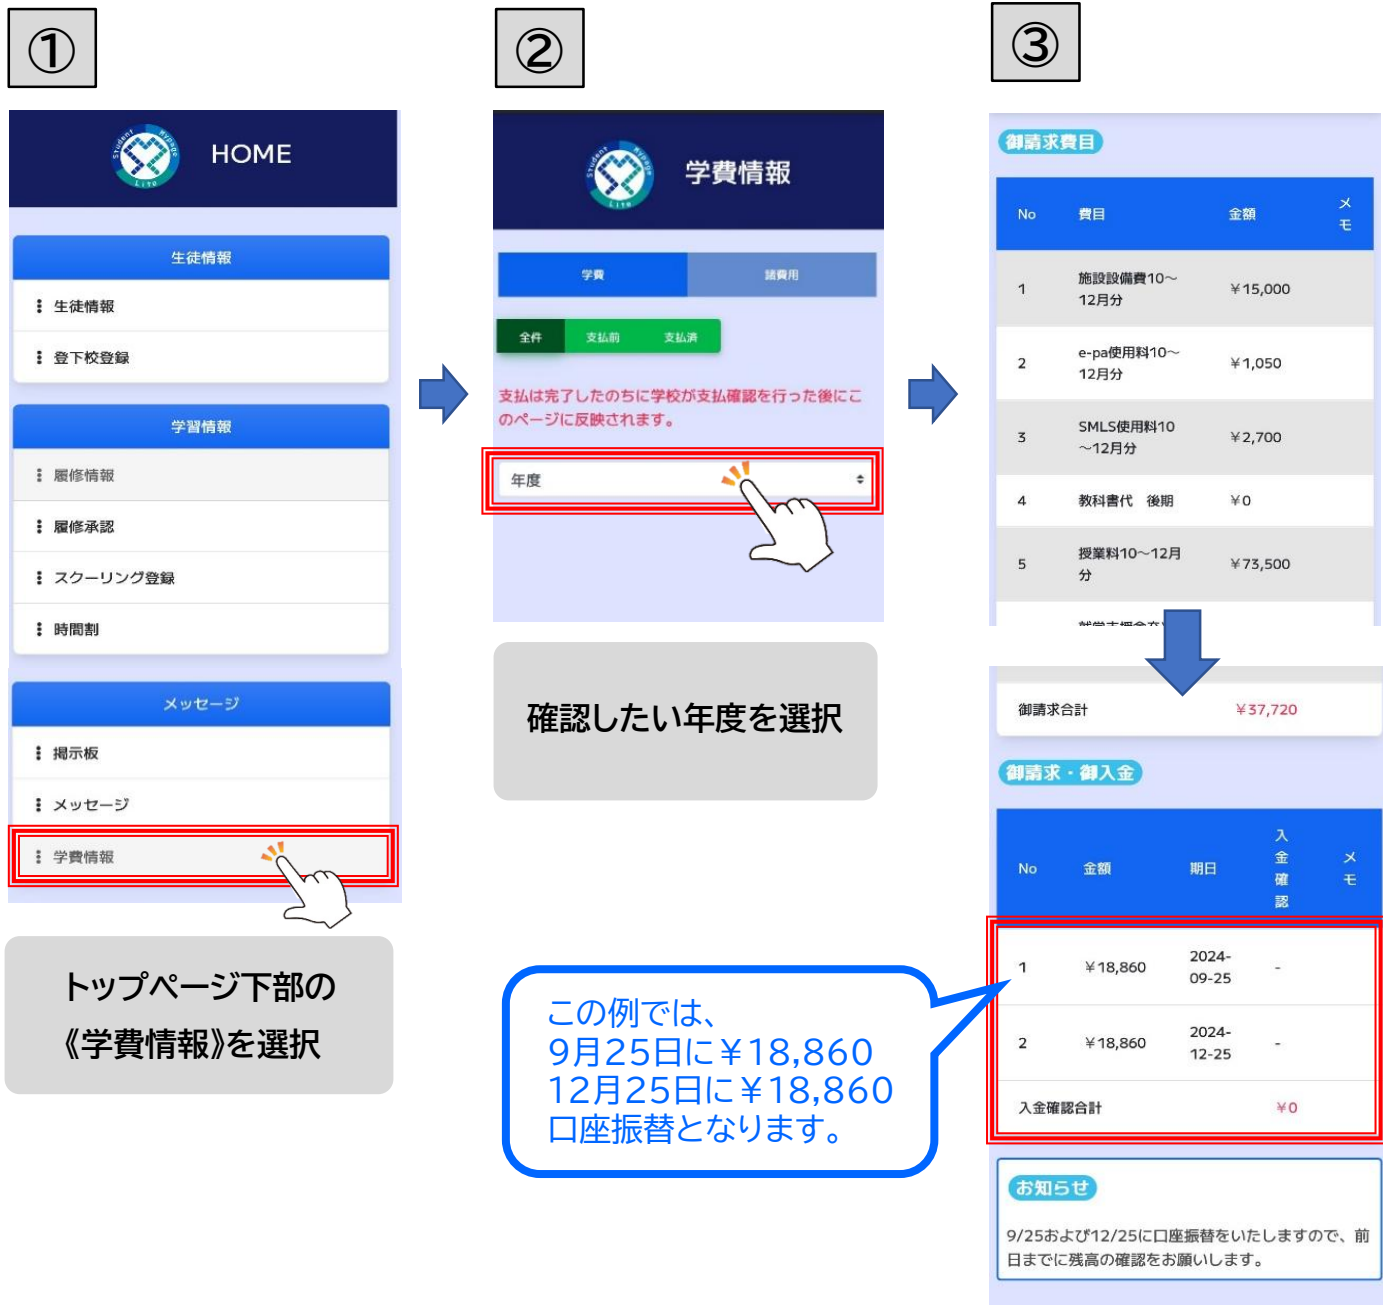 ①
HOME
Student Mypage Lite
生徒情報
生徒情報
登下校登録
学習情報
履修情報
履修承認
スクーリング登録
時間割
メッセージ
掲示板
メッセージ
学費情報
トップページ下部の
《学費情報》を選択
②
学費情報
Student Mypage Lite
学費 諸費用
全件 支払前 支払済
支払は完了したのちに学校が支払確認を行った後にこ
のページに反映されます。
年度
確認したい年度を選択
この例では、
9月25日に￥18,860
12月25日に￥18,860
口座振替となります。
③
御請求費目
No 費目 金額 メモ
1 施設設備費10～12月分 ￥15,000
2 e-pa使用料10～12月分 ￥1,050
3 SMLS使用料10～12月分 ￥2,700
4 教科書代　後期 ￥0
5 授業料10～12月分 ￥73,500
御請求合計 ￥37,720
御請求・御入金
No 金額 期日 入金確認 メモ
1 ￥18,860 2024-09-25 -
2 ￥18,860 2024-12-25 -
入金確認合計 ￥0
お知らせ
9/25および12/25に口座振替をいたしますので、前
日までに残高の確認をお願いします。